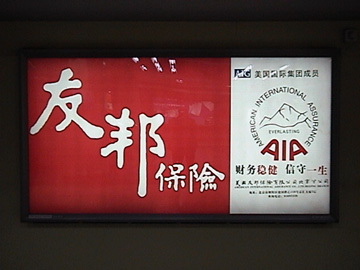 友邦保險
AIG 美国国际集团成员
AMERICAN INTERNATIONAL ASSURANCE
EVERLASTING
AIA
财务稳健 信守一生